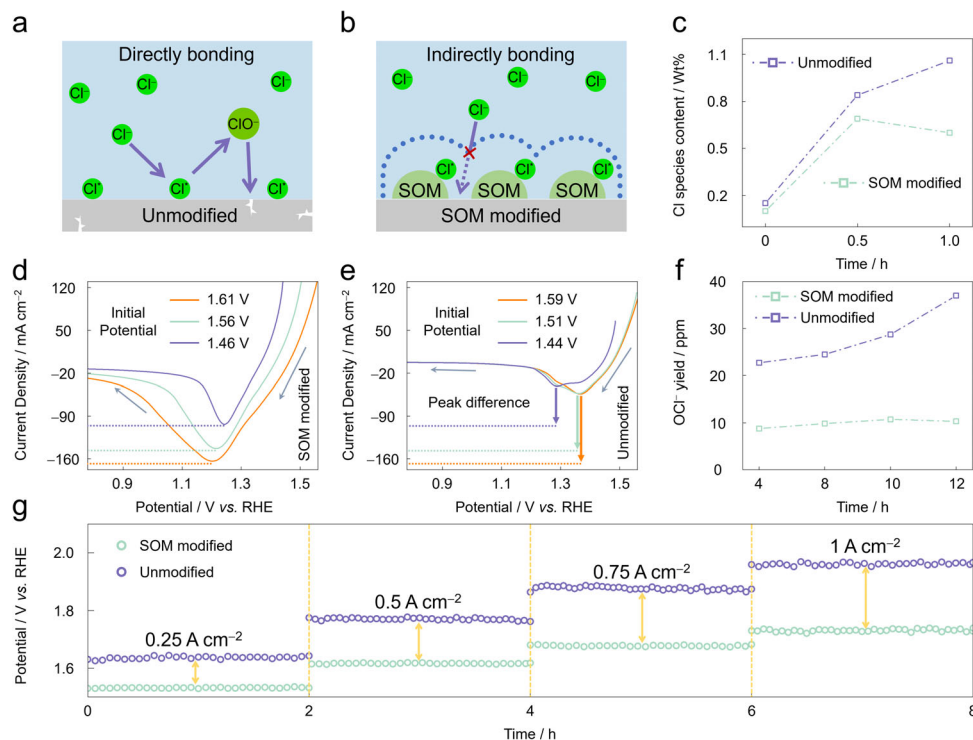 a
Directly bonding
Cl⁻
Cl⁻
Cl⁻
Cl⁻
ClO⁻
Cl*
Cl*
Cl*
Unmodified
b
Indirectly bonding
Cl⁻
Cl⁻
Cl⁻
Cl⁻
Cl*
Cl*
Cl*
SOM
SOM
SOM
SOM modified
c
Cl species content / Wt%
1.1
0.8
0.5
0.2
Unmodified
SOM modified
0
0.5
1.0
Time / h
d
Current Density / mA cm⁻²
120
50
−20
−90
−160
Initial
Potential
1.61 V
1.56 V
1.46 V
SOM modified
0.9
1.1
1.3
1.5
Potential / V vs. RHE
e
Current Density / mA cm⁻²
120
50
−20
−90
−160
Initial
Potential
1.59 V
1.51 V
1.44 V
Peak difference
Unmodified
0.9
1.1
1.3
1.5
Potential / V vs. RHE
f
OCl⁻ yield / ppm
40
30
20
10
0
SOM modified
Unmodified
4
8
10
12
Time / h
g
Potential / V vs. RHE
2.0
1.8
1.6
SOM modified
Unmodified
0.25 A cm⁻²
0.5 A cm⁻²
0.75 A cm⁻²
1 A cm⁻²
0
2
4
6
8
Time / h